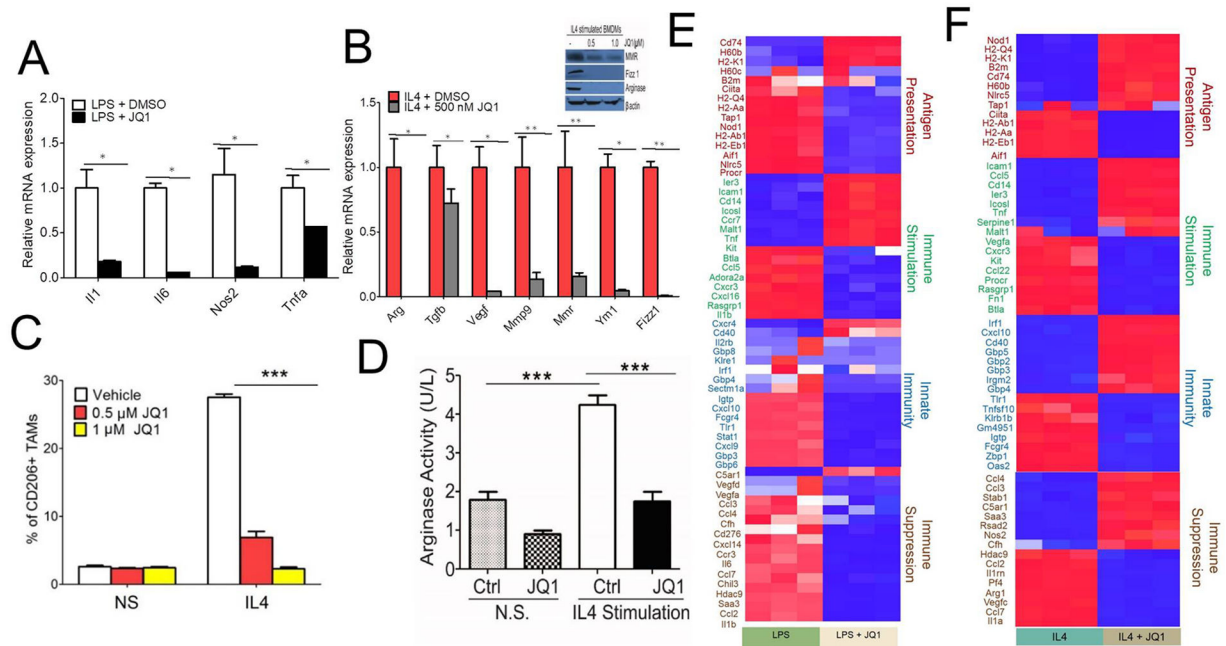 A
LPS + DMSO
LPS + JQ1
Relative mRNA expression
2.0
1.5
1.0
0.5
0.0
*
*
*
*
Il1
Il6
Nos2
Tnfa
B
IL4 stimulated BMDMs
- 0.5 1.0 JQ1(μM)
MMR
Fizz 1
Arginase
β actin
IL4 + DMSO
IL4 + 500 nM JQ1
Relative mRNA expression
1.5
1.0
0.5
0.0
*
*
*
**
**
*
**
Arg
Tgfb
Vegf
Mmp9
Mmr
Ym1
Fizz1
C
Vehicle
0.5 μM JQ1
1 μM JQ1
% of CD206+ TAMs
50
40
30
20
10
0
***
NS
IL4
D
Arginase Activity (U/L)
5
4
3
2
1
0
***
***
Ctrl
JQ1
Ctrl
JQ1
N.S.
IL4 Stimulation
E
Cd74
H60b
H2-K1
H60c
B2m
Ciita
H2-Q4
H2-Aa
Tap1
Nod1
H2-Ab1
H2-Eb1
Aif1
Nlrc5
Procr
Ier3
Icam1
Cd14
Icosl
Ccr7
Malt1
Tnf
Kit
Btla
Ccl5
Adora2a
Cxcr3
Cxcl16
Rasgrp1
Il1b
Cxcr4
Cd40
Il2rb
Gbp8
Klre1
Irf1
Gbp4
Sectm1a
Igtp
Cxcl10
Fcgr4
Tlr1
Stat1
Cxcl9
Gbp3
Gbp6
C5ar1
Vegfd
Vegfa
Ccl3
Ccl4
Cfh
Cd276
Cxcl14
Ccr3
Il6
Ccl7
Chil3
Hdac9
Saa3
Ccl2
Il1b
Antigen
Presentation
Immune
Stimulation
Innate
Immunity
Immune
Suppression
LPS
LPS + JQ1
F
Nod1
H2-Q4
H2-K1
B2m
Cd74
H60b
Nlrc5
Tap1
Ciita
H2-Ab1
H2-Aa
H2-Eb1
Aif1
Icam1
Ccl5
Cd14
Ier3
Icosl
Tnf
Serpine1
Malt1
Vegfa
Cxcr3
Kit
Ccl22
Procr
Rasgrp1
Fn1
Btla
Irf1
Cxcl10
Cd40
Gbp5
Gbp2
Gbp3
Irgm2
Gbp4
Tlr1
Tnfsf10
Klrb1b
Gm4951
Igtp
Fcgr4
Zbp1
Oas2
Ccl4
Ccl3
Stab1
C5ar1
Saa3
Rsad2
Nos2
Cfh
Hdac9
Ccl2
Il1rn
Pf4
Arg1
Vegfc
Ccl7
Il1a
Antigen
Presentation
Immune
Stimulation
Innate
Immunity
Immune
Suppression
IL4
IL4 + JQ1